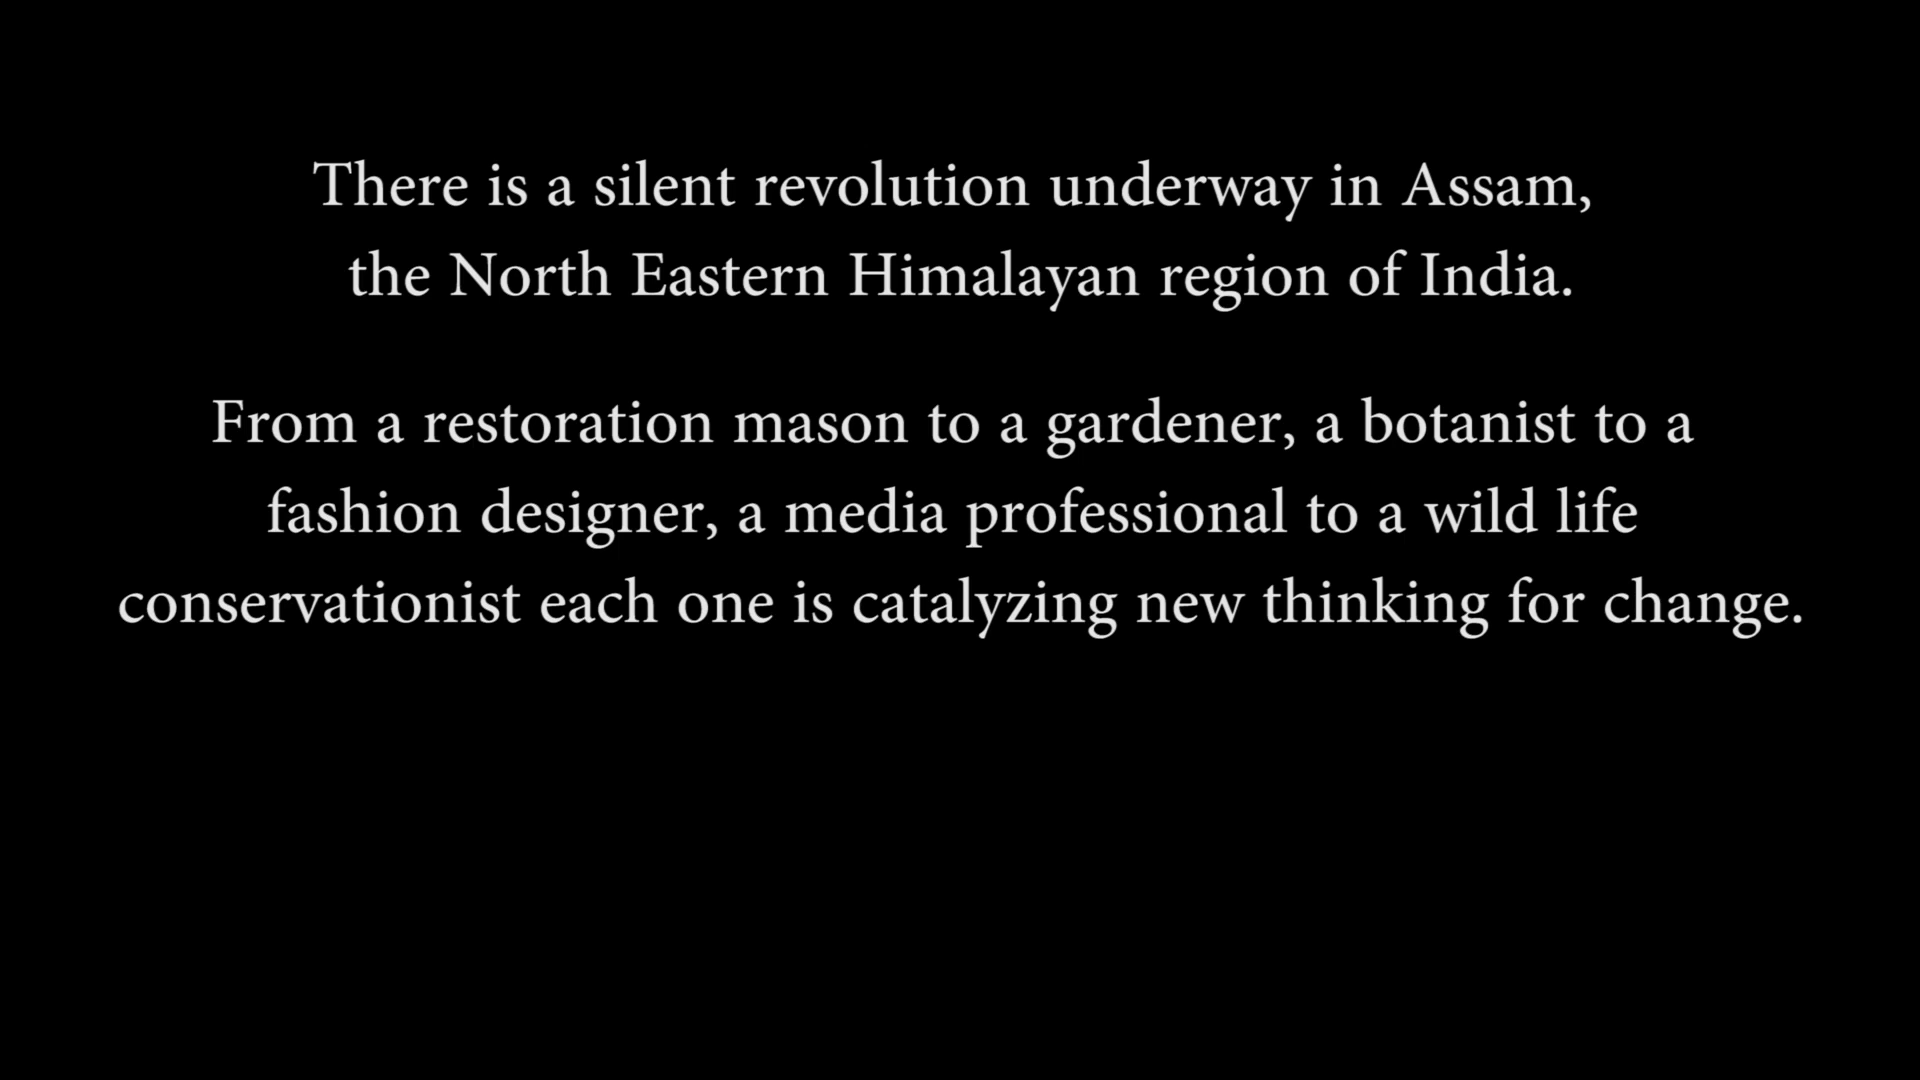 There is a silent revolution underway in Assam,
the North Eastern Himalayan region of India.
From a restoration mason to a gardener, a botanist to a
fashion designer, a media professional to a wild life
conservationist each one is catalyzing new thinking for change.